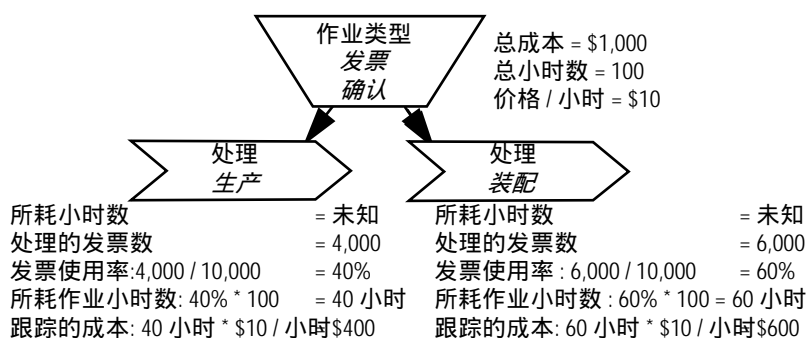 作业类型
发票
确认
总成本 = $1,000
总小时数 = 100
价格 / 小时 = $10
处理
生产
处理
装配
所耗小时数 = 未知
处理的发票数 = 4,000
发票使用率:4,000 / 10,000 = 40%
所耗作业小时数: 40% * 100 = 40 小时
跟踪的成本: 40 小时 * $10 / 小时$400
所耗小时数 = 未知
处理的发票数 = 6,000
发票使用率 : 6,000 / 10,000 = 60%
所耗作业小时数 : 60% * 100 = 60 小时
跟踪的成本: 60 小时 * $10 / 小时$600